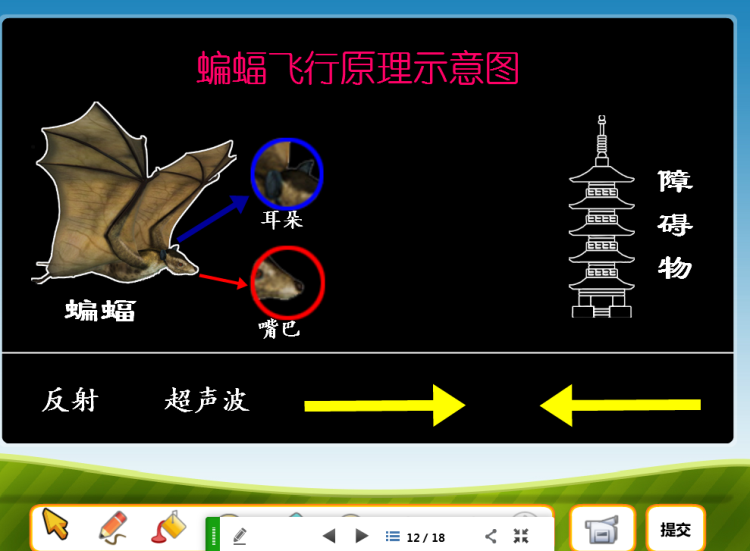 蝙蝠飞行原理示意图
耳朵
障碍物
蝙蝠
嘴巴
反射 超声波
12 / 18
提交